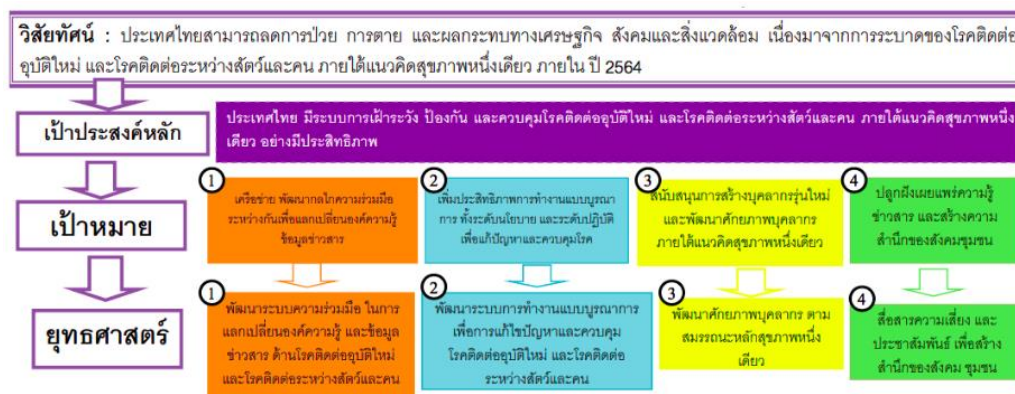 วิสัยทัศน์ : ประเทศไทยสามารถลดการป่วย การตาย และผลกระทบทางเศรษฐกิจ สังคมและสิ่งแวดล้อม เนื่องมาจากการระบาดของโรคติดต่อ
อุบัติใหม่ และโรคติดต่อระหว่างสัตว์และคน ภายใต้แนวคิดสุขภาพหนึ่งเดียว ภายใน ปี 2564
เป้าประสงค์หลัก
ประเทศไทย มีระบบการเฝ้าระวัง ป้องกัน และควบคุมโรคติดต่ออุบัติใหม่ และโรคติดต่อระหว่างสัตว์และคน ภายใต้แนวคิดสุขภาพหนึ่ง
เดียว อย่างมีประสิทธิภาพ
เป้าหมาย
1
เครือข่าย พัฒนากลไกความร่วมมือ
ระหว่างกันเพื่อแลกเปลี่ยนองค์ความรู้
ข้อมูลข่าวสาร
2
เพิ่มประสิทธิภาพการทำงานแบบบูรณา
การ ทั้งระดับนโยบาย และระดับปฏิบัติ
เพื่อแก้ปัญหาและควบคุมโรค
3
สนับสนุนการสร้างบุคลากรรุ่นใหม่
และพัฒนาศักยภาพบุคลากร
ภายใต้แนวคิดสุขภาพหนึ่งเดียว
4
ปลูกฝังเผยแพร่ความรู้
ข่าวสาร และสร้างความ
สำนึกของสังคมชุมชน
ยุทธศาสตร์
1
พัฒนาระบบความร่วมมือ ในการ
แลกเปลี่ยนองค์ความรู้ และข้อมูล
ข่าวสาร ด้านโรคติดต่ออุบัติใหม่
และโรคติดต่อระหว่างสัตว์และคน
2
พัฒนาระบบการทำงานแบบบูรณาการ
เพื่อการแก้ไขปัญหาและควบคุม
โรคติดต่ออุบัติใหม่ และโรคติดต่อ
ระหว่างสัตว์และคน
3
พัฒนาศักยภาพบุคลากร ตาม
สมรรถนะหลักสุขภาพหนึ่ง
เดียว
4
สื่อสารความเสี่ยง และ
ประชาสัมพันธ์ เพื่อสร้าง
สำนึกของสังคม ชุมชน